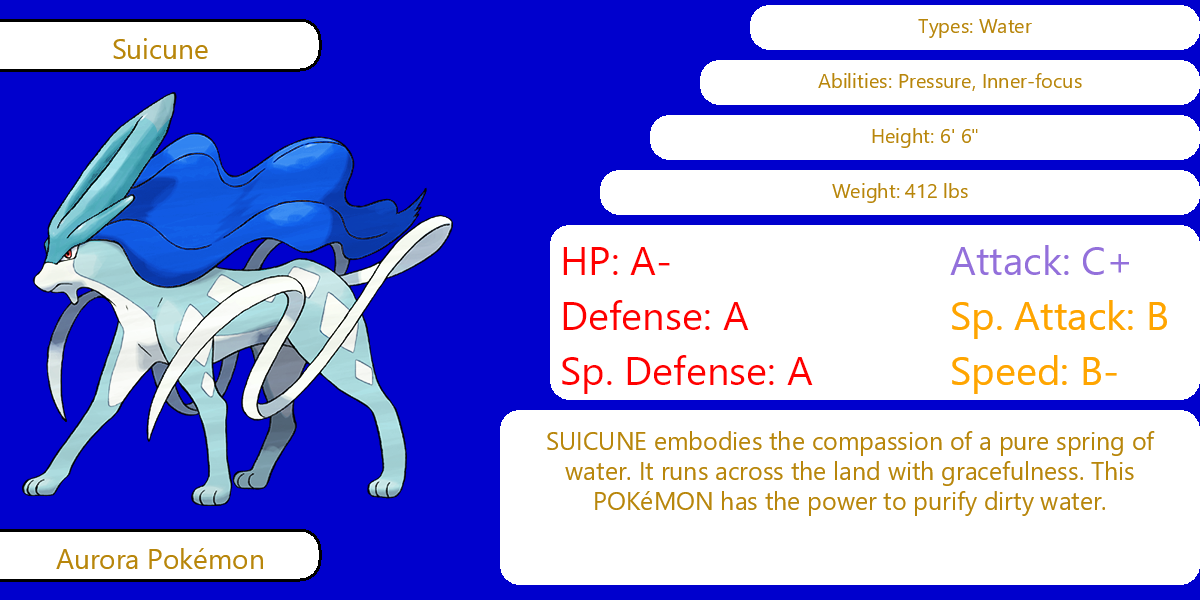 Suicune
Types: Water
Abilities: Pressure, Inner-focus
Height: 6' 6"
Weight: 412 lbs
HP: A-
Attack: C+
Defense: A
Sp. Attack: B
Sp. Defense: A
Speed: B-
SUICUNE embodies the compassion of a pure spring of
water. It runs across the land with gracefulness. This
POKéMON has the power to purify dirty water.
Aurora Pokémon